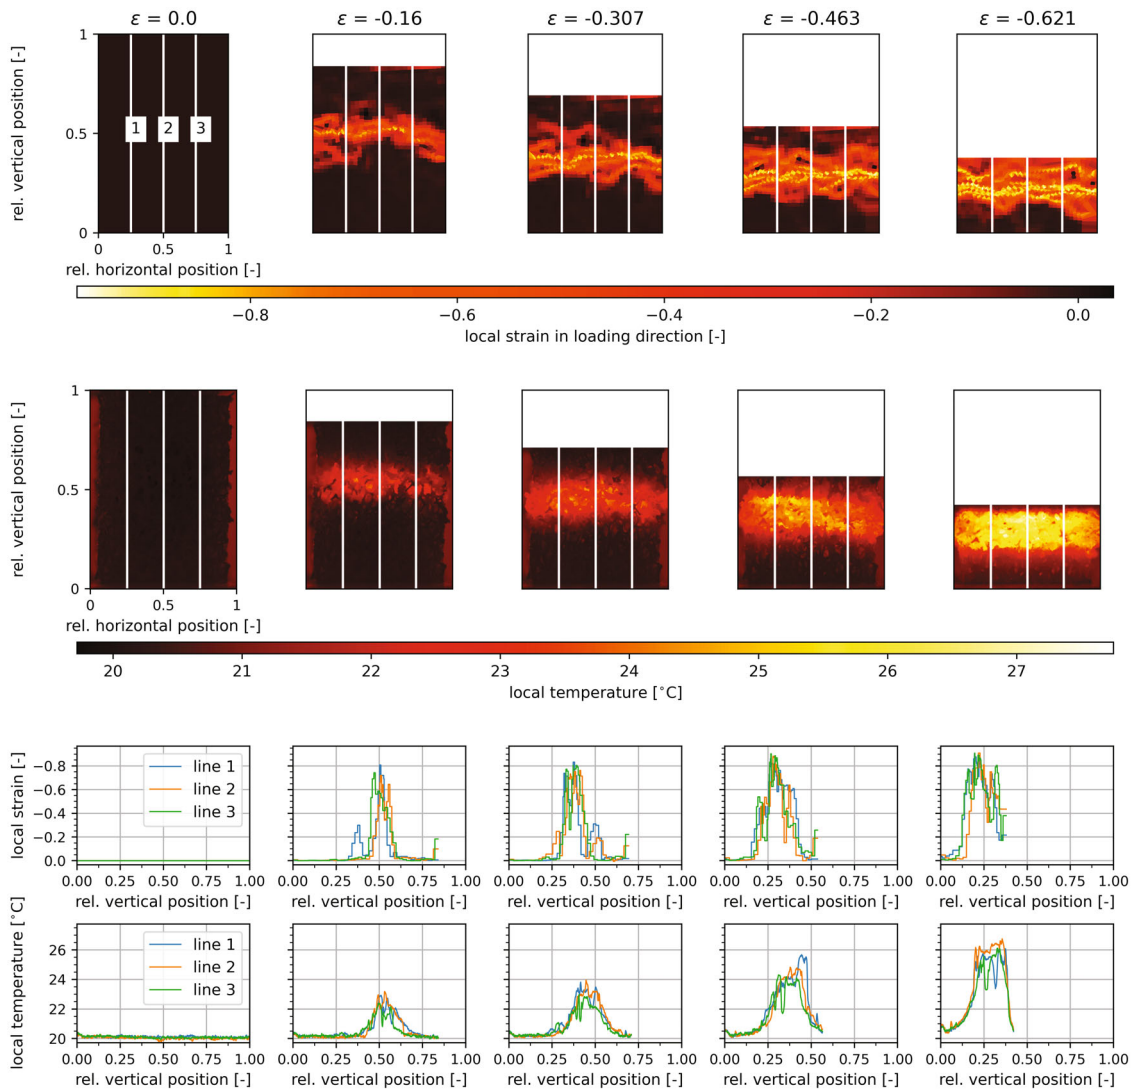 ε = 0.0 ε = -0.16 ε = -0.307 ε = -0.463 ε = -0.621
rel. vertical position [-]
1
0.5
0
1 2 3
0 0.5 1
rel. horizontal position [-]
−0.8 −0.6 −0.4 −0.2 0.0
local strain in loading direction [-]
rel. vertical position [-]
1
0.5
0
0 0.5 1
rel. horizontal position [-]
20 21 22 23 24 25 26 27
local temperature [°C]
local strain [-]
−0.8
−0.6
−0.4
−0.2
0.0
line 1
line 2
line 3
0.00 0.25 0.50 0.75 1.00 0.00 0.25 0.50 0.75 1.00 0.00 0.25 0.50 0.75 1.00 0.00 0.25 0.50 0.75 1.00 0.00 0.25 0.50 0.75 1.00
rel. vertical position [-] rel. vertical position [-] rel. vertical position [-] rel. vertical position [-] rel. vertical position [-]
local temperature [°C]
26
24
22
20
line 1
line 2
line 3
0.00 0.25 0.50 0.75 1.00 0.00 0.25 0.50 0.75 1.00 0.00 0.25 0.50 0.75 1.00 0.00 0.25 0.50 0.75 1.00 0.00 0.25 0.50 0.75 1.00
rel. vertical position [-] rel. vertical position [-] rel. vertical position [-] rel. vertical position [-] rel. vertical position [-]